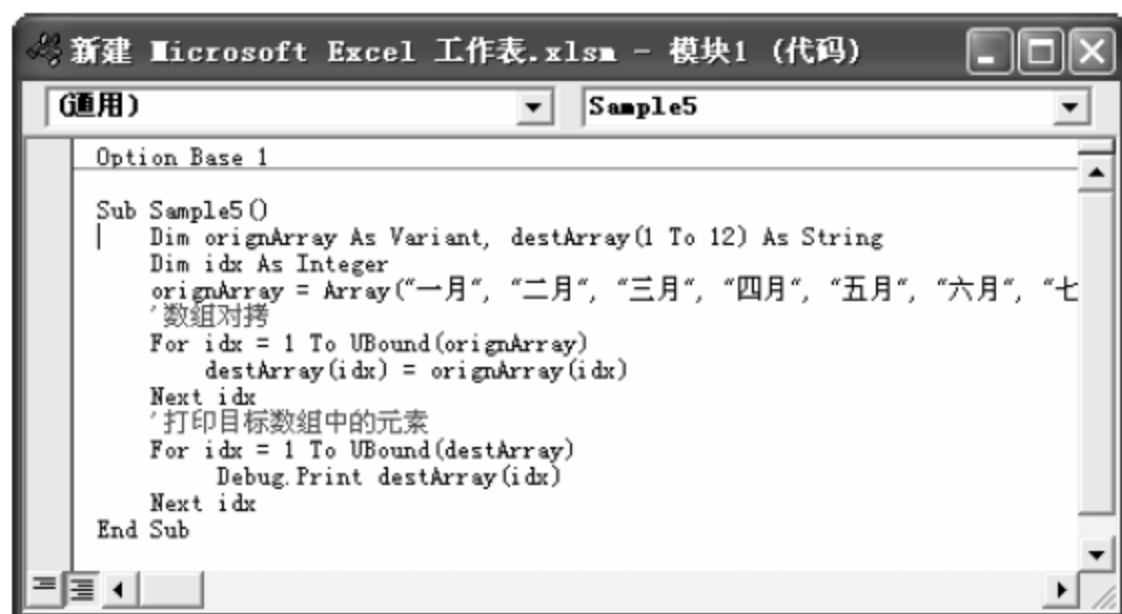 新建 Microsoft Excel 工作表.xlsm - 模块1 (代码)
(通用) Sample5
Option Base 1
Sub Sample5()
Dim orignArray As Variant, destArray(1 To 12) As String
Dim idx As Integer
orignArray = Array("一月", "二月", "三月", "四月", "五月", "六月", "七
'数组对拷
For idx = 1 To UBound(orignArray)
destArray(idx) = orignArray(idx)
Next idx
'打印目标数组中的元素
For idx = 1 To UBound(destArray)
Debug.Print destArray(idx)
Next idx
End Sub